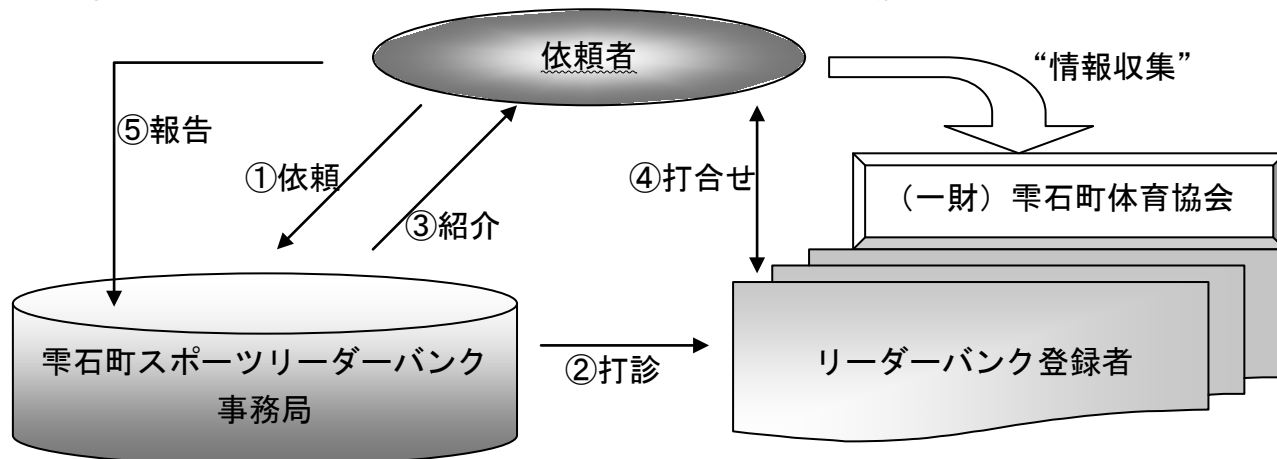 依頼者
“情報収集”
⑤報告
①依頼
④打合せ
③紹介
（一財）雫石町体育協会
雫石町スポーツリーダーバンク
事務局
②打診
リーダーバンク登録者